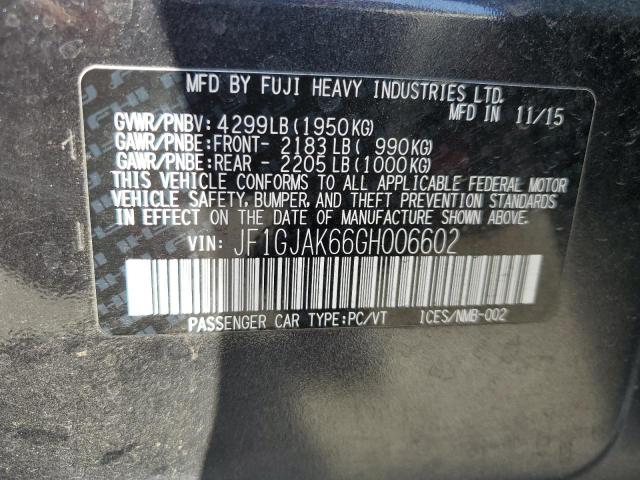 MFD BY FUJI HEAVY INDUSTRIES LTD.
MFD IN 11/15
GVWR/PNBV: 4299LB (1950KG)
GAWR/PNBE:FRONT- 2183 LB ( 990KG)
GAWR/PNBE:REAR - 2205 LB (1000KG)
THIS VEHICLE CONFORMS TO ALL APPLICABLE FEDERAL MOTOR
VEHICLE SAFETY, BUMPER, AND THEFT PREVENTION STANDARDS
IN EFFECT ON THE DATE OF MANUFACTURE SHOWN ABOVE.
VIN: JF1GJAK66GH006602
PASSENGER CAR TYPE:PC/VT ICES/NMB-002